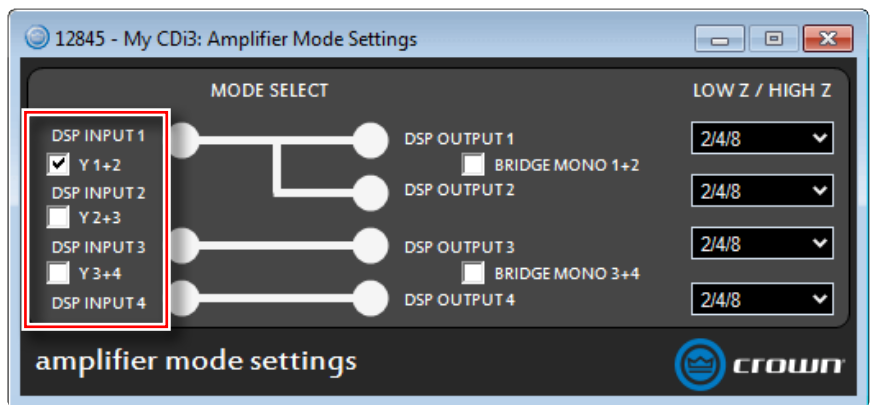 12845 - My CDi3: Amplifier Mode Settings
MODE SELECT
LOW Z / HIGH Z
DSP INPUT 1
Y 1+2
DSP INPUT 2
Y 2+3
DSP INPUT 3
Y 3+4
DSP INPUT 4
DSP OUTPUT 1
BRIDGE MONO 1+2
DSP OUTPUT 2
DSP OUTPUT 3
BRIDGE MONO 3+4
DSP OUTPUT 4
2/4/8
2/4/8
2/4/8
2/4/8
amplifier mode settings
crown